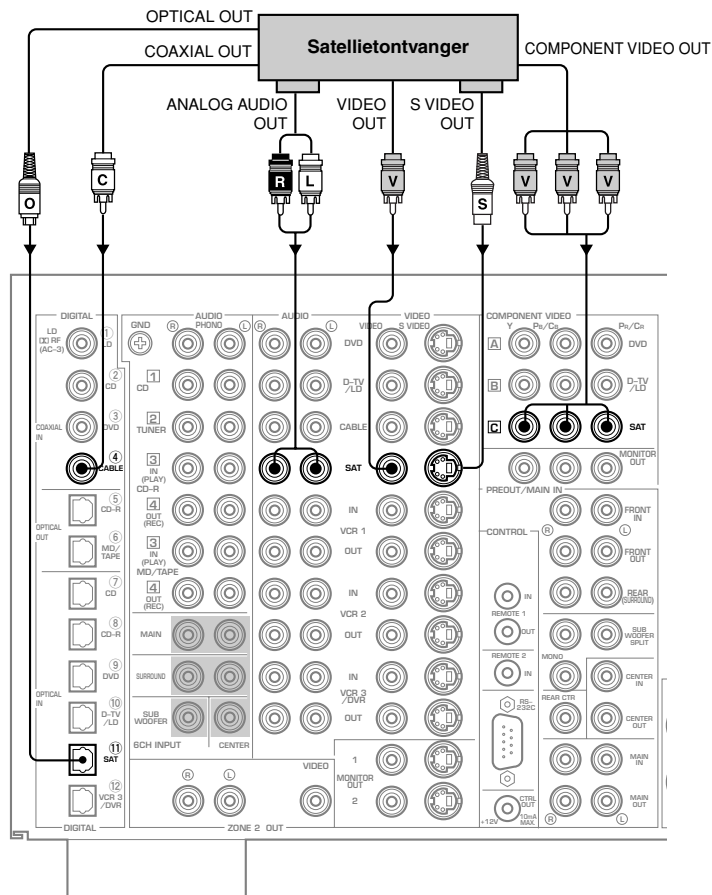 OPTICAL OUT
COAXIAL OUT
Satellietontvanger
COMPONENT VIDEO OUT
ANALOG AUDIO
OUT
VIDEO
OUT
S VIDEO
OUT
O
C
R
L
V
S
V
V
V
DIGITAL
LD
RF
(AC-3)
① LD
② CD
③ DVD
COAXIAL
IN
④ CABLE
⑤ CD-R
OPTICAL
OUT
⑥ MD/
TAPE
⑦ CD
⑧ CD-R
⑨ DVD
OPTICAL
IN
⑩ D-TV
/LD
⑪ SAT
⑫ VCR 3
/DVR
DIGITAL
GND
AUDIO
R PHONO L
1
CD
2
TUNER
3
IN
(PLAY)
CD-R
4
OUT
(REC)
3
IN
(PLAY)
MD/TAPE
4
OUT
(REC)
MAIN
SURROUND
SUB
WOOFER
6CH INPUT
CENTER
R L
VIDEO
ZONE 2 OUT
AUDIO
R L
VIDEO
VIDEO S VIDEO
DVD
D-TV
/LD
CABLE
SAT
IN
VCR 1
OUT
IN
VCR 2
OUT
IN
VCR 3
/DVR
OUT
1
MONITOR
OUT
2
COMPONENT VIDEO
Y PB/CB PR/CR
A DVD
B D-TV
/LD
C SAT
MONITOR
OUT
PREOUT/MAIN IN
FRONT
IN
R L
FRONT
OUT
REAR
(SURROUND)
SUB
WOOFER
SPLIT
MONO
CENTER
IN
REAR CTR
CENTER
OUT
MAIN
IN
MAIN
OUT
R L
CONTROL
IN
REMOTE 1
OUT
REMOTE 2
IN
RS-
232C
CTRL
OUT
+12V 10mA
MAX.